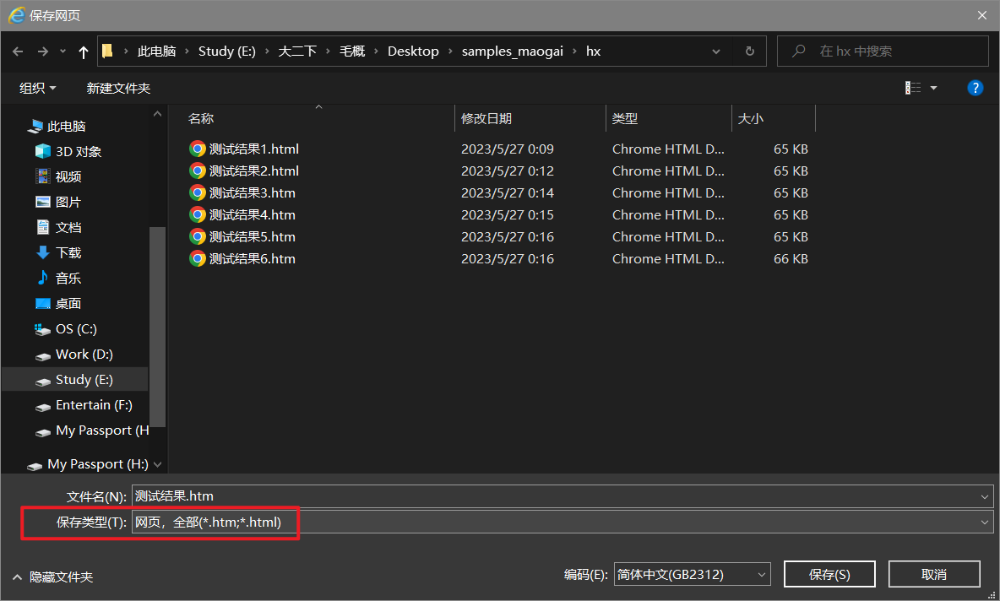 保存网页
此电脑 › Study (E:) › 大二下 › 毛概 › Desktop › samples_maogai › hx
在 hx 中搜索
组织 新建文件夹
名称 修改日期 类型 大小
此电脑
3D 对象
视频
图片
文档
下载
音乐
桌面
OS (C:)
Work (D:)
Study (E:)
Entertain (F:)
My Passport (H
My Passport (H:)
测试结果1.html 2023/5/27 0:09 Chrome HTML D... 65 KB
测试结果2.html 2023/5/27 0:12 Chrome HTML D... 65 KB
测试结果3.htm 2023/5/27 0:14 Chrome HTML D... 65 KB
测试结果4.htm 2023/5/27 0:15 Chrome HTML D... 65 KB
测试结果5.htm 2023/5/27 0:16 Chrome HTML D... 65 KB
测试结果6.htm 2023/5/27 0:16 Chrome HTML D... 66 KB
文件名(N): 测试结果.htm
保存类型(T): 网页，全部(*.htm;*.html)
隐藏文件夹
编码(E): 简体中文(GB2312) 保存(S) 取消